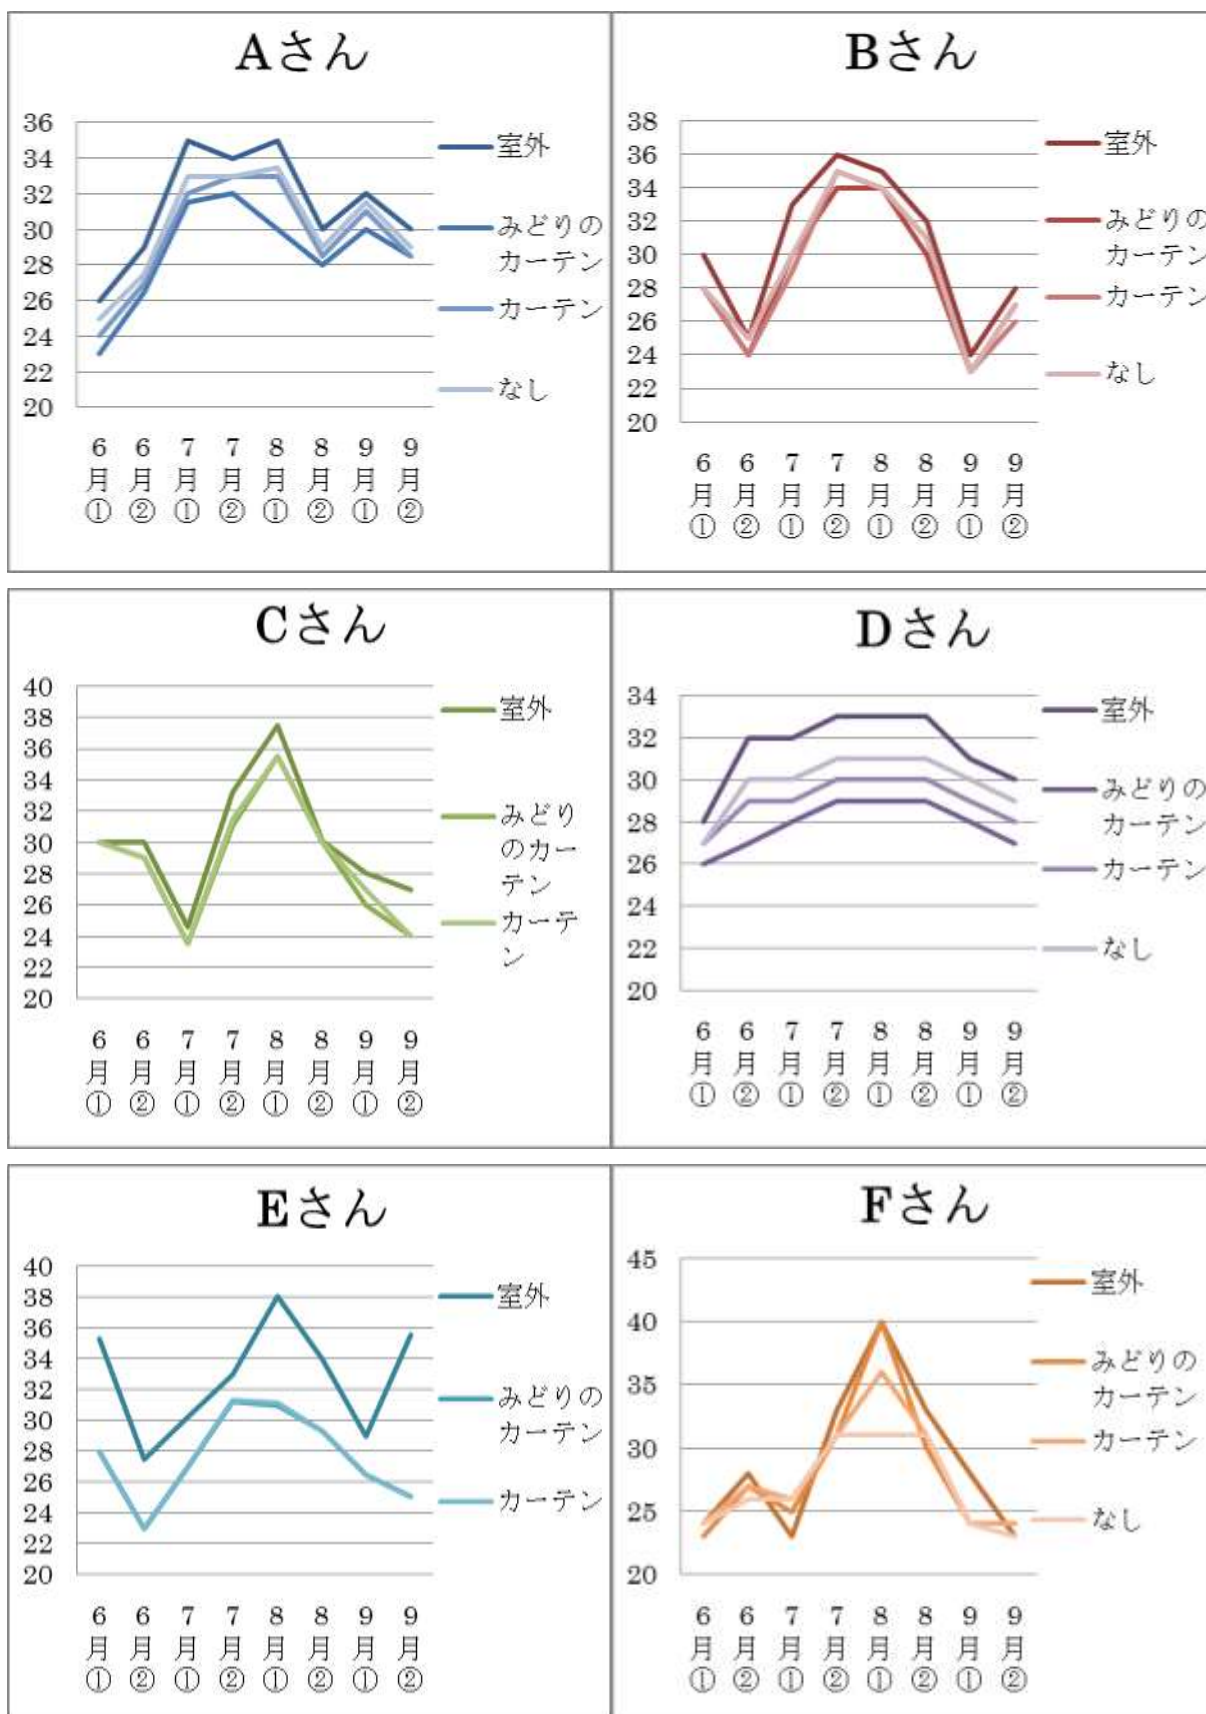 Aさん
36
34
32
30
28
26
24
22
20
室外
みどりの
カーテン
カーテン
なし
6月① 6月② 7月① 7月② 8月① 8月② 9月① 9月②
Bさん
38
36
34
32
30
28
26
24
22
20
室外
みどりの
カーテン
カーテン
なし
6月① 6月② 7月① 7月② 8月① 8月② 9月① 9月②
Cさん
40
38
36
34
32
30
28
26
24
22
20
室外
みどり
のカー
テン
カーテ
ン
6月① 6月② 7月① 7月② 8月① 8月② 9月① 9月②
Dさん
34
32
30
28
26
24
22
20
室外
みどりの
カーテン
カーテン
なし
6月① 6月② 7月① 7月② 8月① 8月② 9月① 9月②
Eさん
40
38
36
34
32
30
28
26
24
22
20
室外
みどりの
カーテン
カーテン
6月① 6月② 7月① 7月② 8月① 8月② 9月① 9月②
Fさん
45
40
35
30
25
20
室外
みどりの
カーテン
カーテン
なし
6月① 6月② 7月① 7月② 8月① 8月② 9月① 9月②